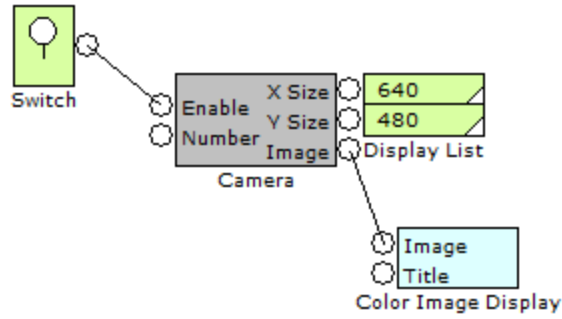 Switch
Enable
Number
X Size
Y Size
Image
Camera
640
480
Display List
Image
Title
Color Image Display